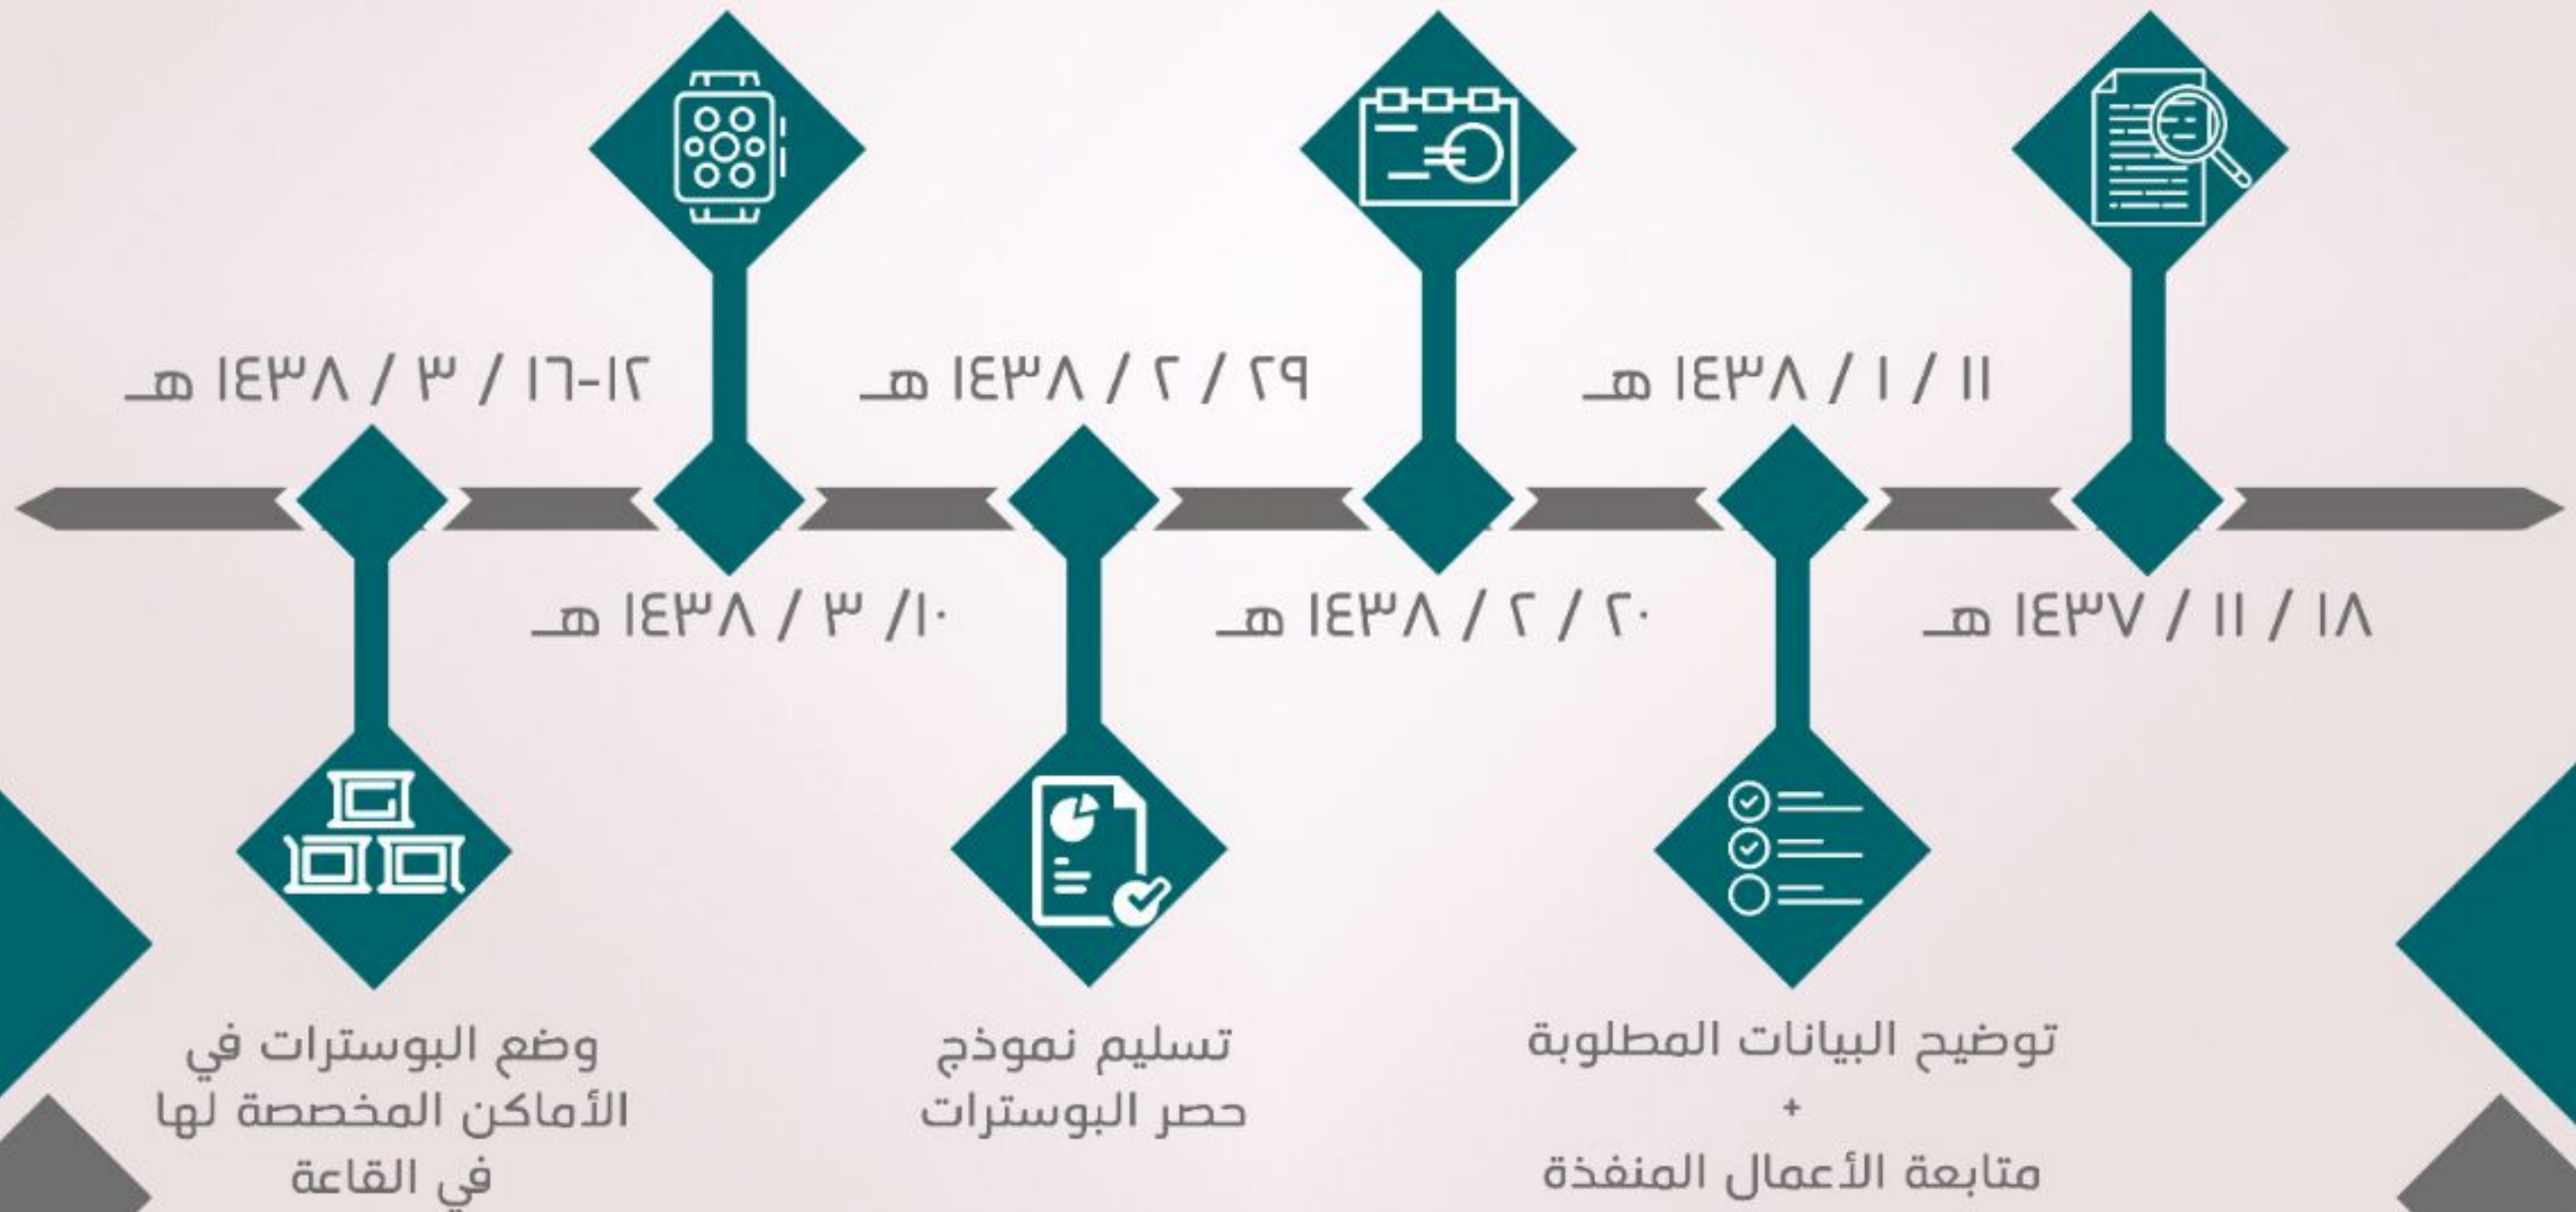 ١١ / ١ / ١٤٣٨ هـ
٢٩ / ٢ / ١٤٣٨ هـ
١٢-١٦ / ٣ / ١٤٣٨ هـ
١٨ / ١١ / ١٤٣٧ هـ
٢٠ / ٢ / ١٤٣٨ هـ
١٠/ ٣ / ١٤٣٨ هـ
توضيح البيانات المطلوبة
+
متابعة الأعمال المنفذة
تسليم نموذج
حصر البوسترات
وضع البوسترات في
الأماكن المخصصة لها
في القاعة